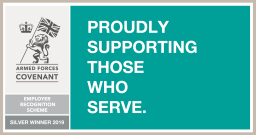 ARMED FORCES
COVENANT
EMPLOYER
RECOGNITION
SCHEME
SILVER WINNER 2019
PROUDLY
SUPPORTING
THOSE
WHO
SERVE.